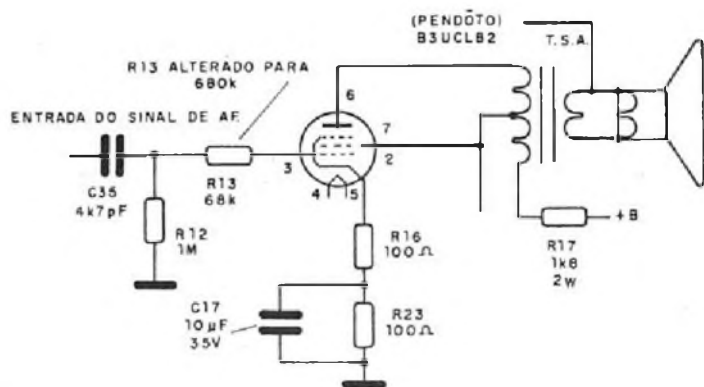 (PENDÕTO)
B3UCLB2
T.S.A.
R13 ALTERADO PARA
680k
6
ENTRADA DO SINAL DE AF.
7
3
2
4
5
C35
4k7pF
R13
68k
R12
1M
R16
100Ω
+B
R17
1k8
2W
C17
10µF
35V
R23
100Ω